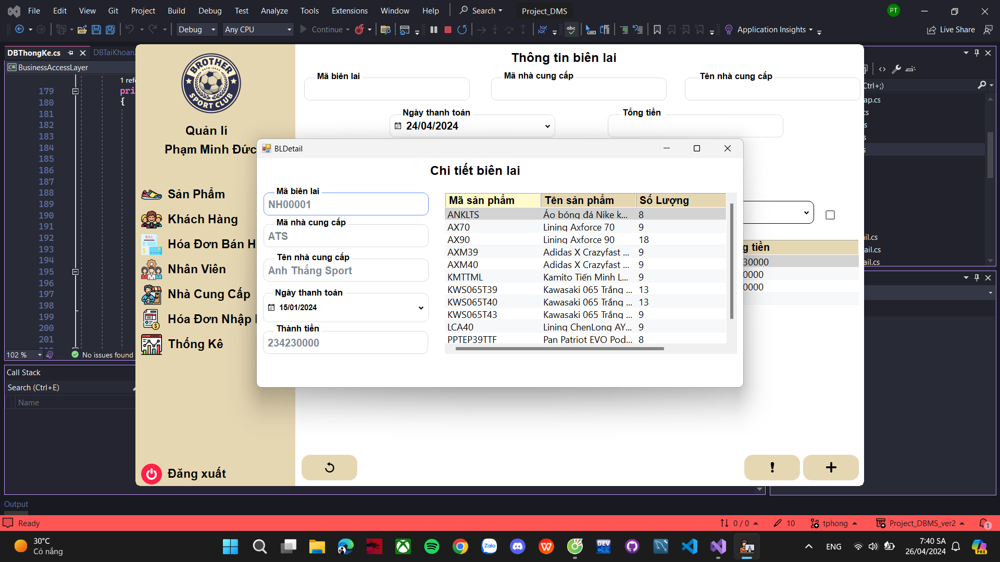 File Edit View Git Project Build Debug Test Analyze Tools Extensions Window Help Search Project_DMS PT
Debug Any CPU Continue abc Application Insights Live Share
DBThongKe.cs DBTaiKhoan.
C# BusinessAccessLayer
1 refe
179 pri
180 {
181
182
183
184
185
186
187
188
189
190
191
192
193
194
195
196
197
198
199
200
201
102 % No issues found
Call Stack
Search (Ctrl+E)
Name
Output
BROTHER
ESTD-2024
SPORT CLUB
Quản lí
Phạm Minh Đức
Sản Phẩm
Khách Hàng
BILL
Hóa Đơn Bán H
Nhân Viên
Nhà Cung Cấp
Hóa Đơn Nhập
Thống Kê
Đăng xuất
Thông tin biên lai
Mã biên lai
Mã nhà cung cấp
Tên nhà cung cấp
Ngày thanh toán
24/04/2024
Tổng tiền
BLDetail
Chi tiết biên lai
Mã biên lai
NH00001
Mã nhà cung cấp
ATS
Tên nhà cung cấp
Anh Thắng Sport
Ngày thanh toán
15/01/2024
Thành tiền
234230000
Mã sản phẩm Tên sản phẩm Số Lượng
ANKLTS Áo bóng đá Nike k... 8
AX70 Lining Axforce 70 9
AX90 Lining Axforce 90 18
AXM39 Adidas X Crazyfast ... 9
AXM40 Adidas X Crazyfast ... 9
KMTTML Kamito Tiến Minh L... 9
KWS065T39 Kawasaki 065 Trắng ... 13
KWS065T40 Kawasaki 065 Trắng ... 13
KWS065T43 Kawasaki 065 Trắng ... 9
LCA40 Lining ChenLong AY... 9
PPTEP39TTF Pan Patriot EVO Pod... 8
g tiền
30000
0000
0000
Ctrl+;)
ap.cs
cs
s
s
s
il.cs
ail.cs
ail.cs
Ready 0 / 0 10 tphong Project_DBMS_ver2 1
30°C
Có nắng
Zalo
DEV
ENG
7:40 SA
26/04/2024
PRE